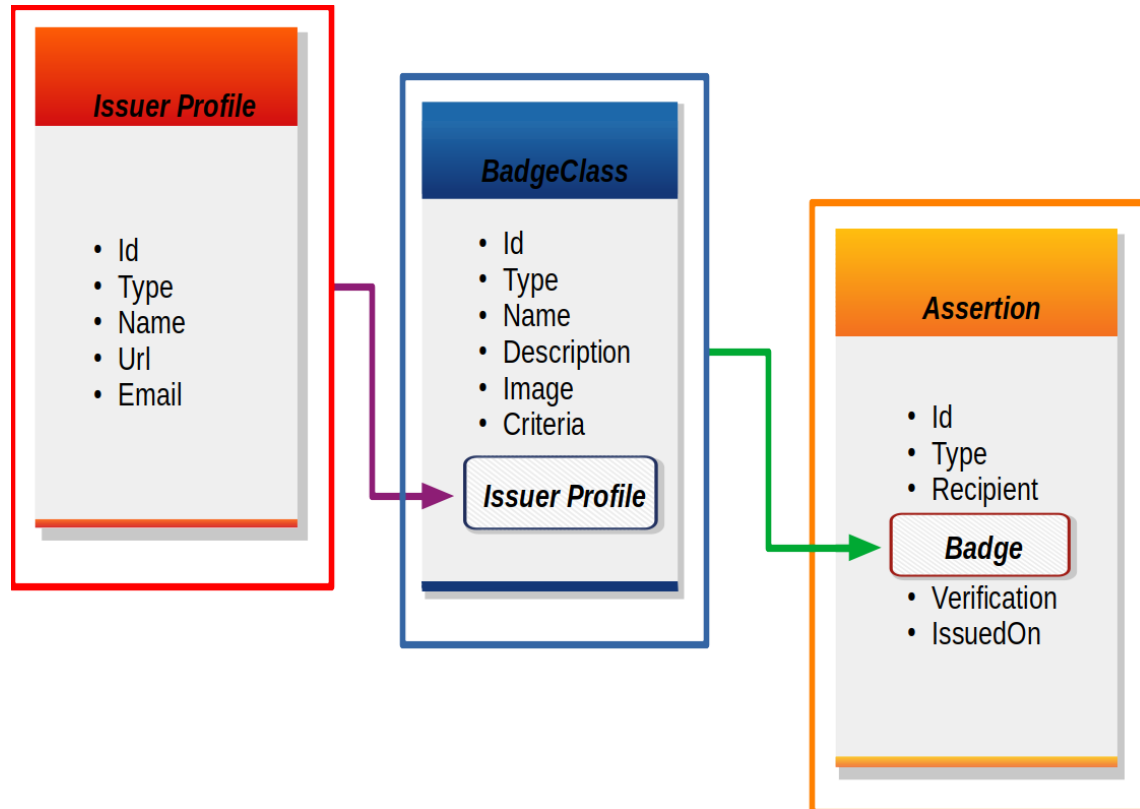 Issuer Profile
• Id
• Type
• Name
• Url
• Email
BadgeClass
• Id
• Type
• Name
• Description
• Image
• Criteria
Issuer Profile
Assertion
• Id
• Type
• Recipient
Badge
• Verification
• IssuedOn